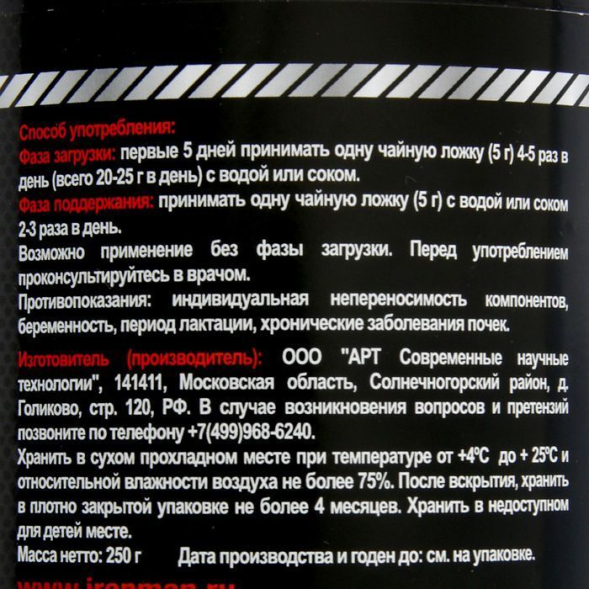 Способ употребления:
Фаза загрузки: первые 5 дней принимать одну чайную ложку (5 г) 4-5 раз в
день (всего 20-25 г в день) с водой или соком.
Фаза поддержания: принимать одну чайную ложку (5 г) с водой или соком
2-3 раза в день.
Возможно применение без фазы загрузки. Перед употреблением
проконсультируйтесь в врачом.
Противопоказания: индивидуальная непереносимость компонентов,
беременность, период лактации, хронические заболевания почек.
Изготовитель (производитель): ООО "АРТ Современные научные
технологии", 141411, Московская область, Солнечногорский район, д.
Голиково, стр. 120, РФ. В случае возникновения вопросов и претензий
позвоните по телефону +7(499)968-6240.
Хранить в сухом прохладном месте при температуре от +4ºС до + 25ºС и
относительной влажности воздуха не более 75%. После вскрытия, хранить
в плотно закрытой упаковке не более 4 месяцев. Хранить в недоступном
для детей месте.
Масса нетто: 250 г Дата производства и годен до: см. на упаковке.
www.ironman.ru